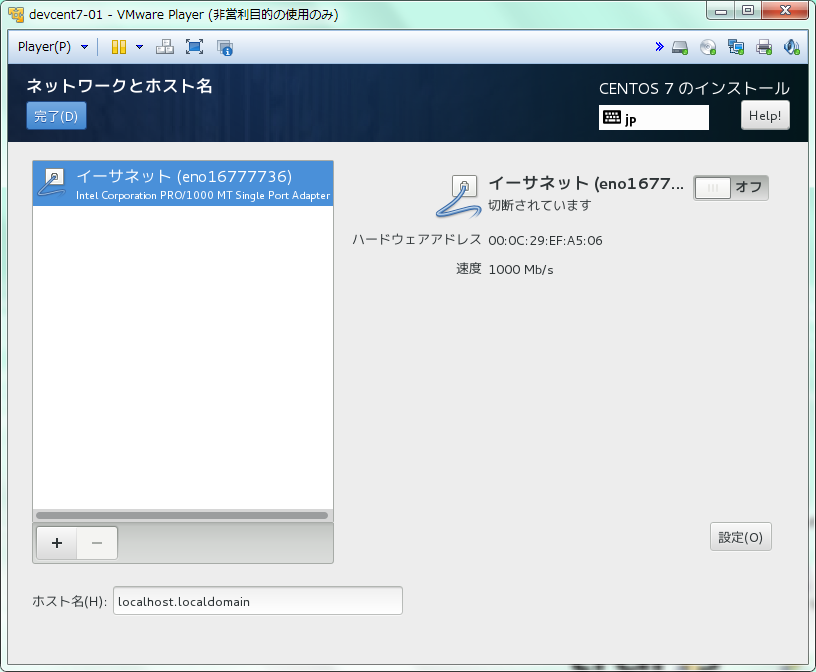 devcent7-01 - VMware Player (非営利目的の使用のみ)
Player(P)
ネットワークとホスト名
CENTOS 7 のインストール
完了(D)
jp
Help!
イーサネット (eno16777736)
Intel Corporation PRO/1000 MT Single Port Adapter
イーサネット (eno1677...
オフ
切断されています
ハードウェアアドレス 00:0C:29:EF:A5:06
速度 1000 Mb/s
+ −
設定(O)
ホスト名(H): localhost.localdomain